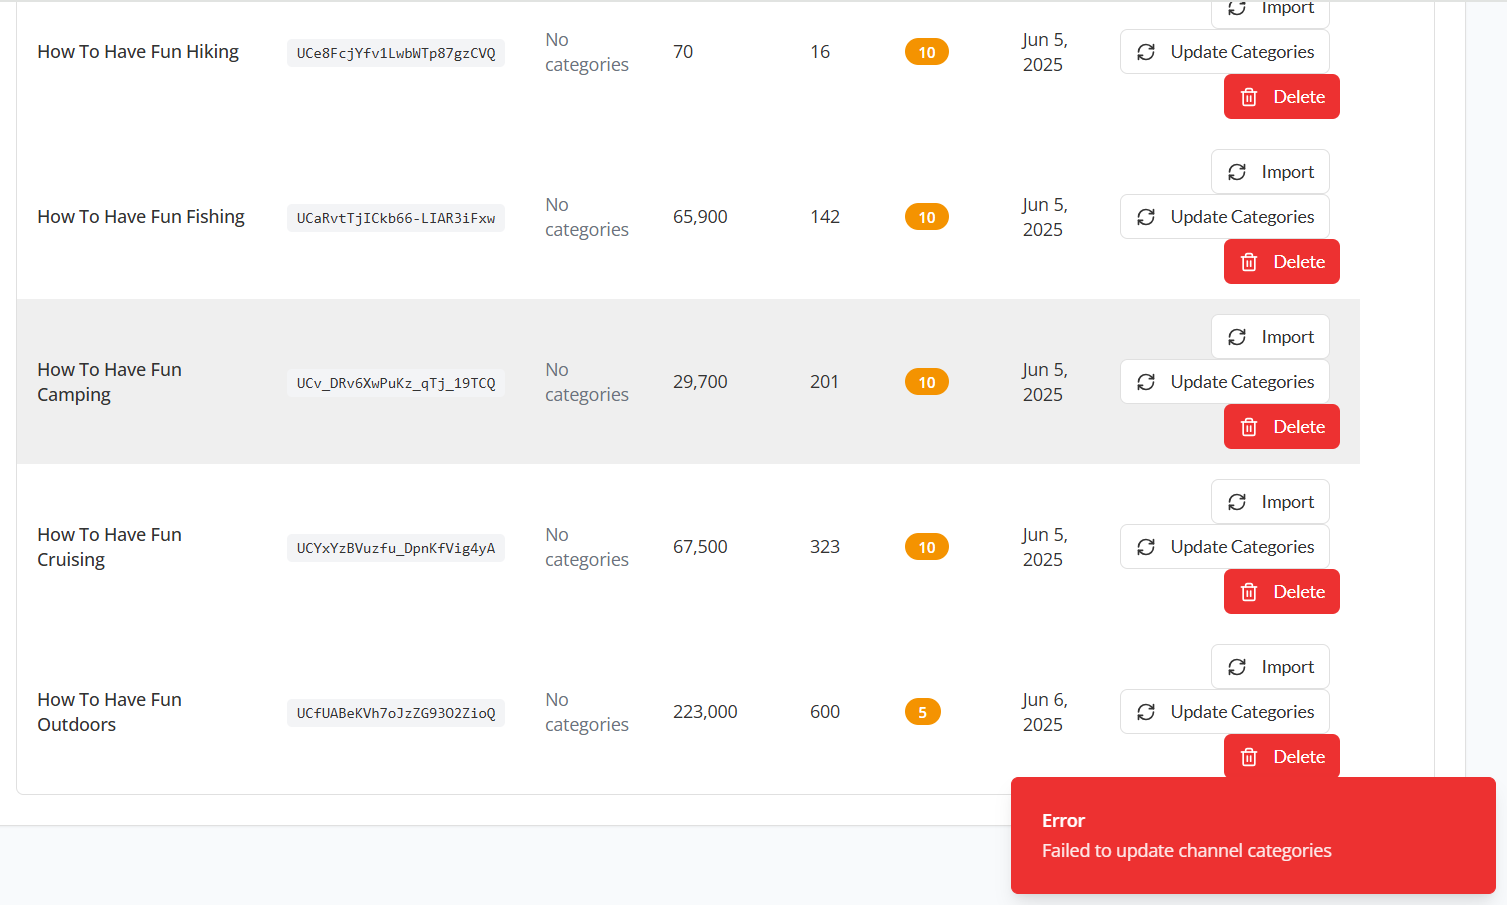 Import
How To Have Fun Hiking
UCe8FcjYfv1LwbWTp87gzCVQ
No
categories
70
16
10
Jun 5,
2025
Update Categories
Delete
Import
How To Have Fun Fishing
UCaRvtTjICkb66-LIAR3iFxw
No
categories
65,900
142
10
Jun 5,
2025
Update Categories
Delete
Import
How To Have Fun
Camping
UCv_DRv6XwPuKz_qTj_19TCQ
No
categories
29,700
201
10
Jun 5,
2025
Update Categories
Delete
Import
How To Have Fun
Cruising
UCYxYzBVuzfu_DpnKfVig4yA
No
categories
67,500
323
10
Jun 5,
2025
Update Categories
Delete
Import
How To Have Fun
Outdoors
UCfUABeKVh7oJzZG93O2ZioQ
No
categories
223,000
600
5
Jun 6,
2025
Update Categories
Delete
Error
Failed to update channel categories